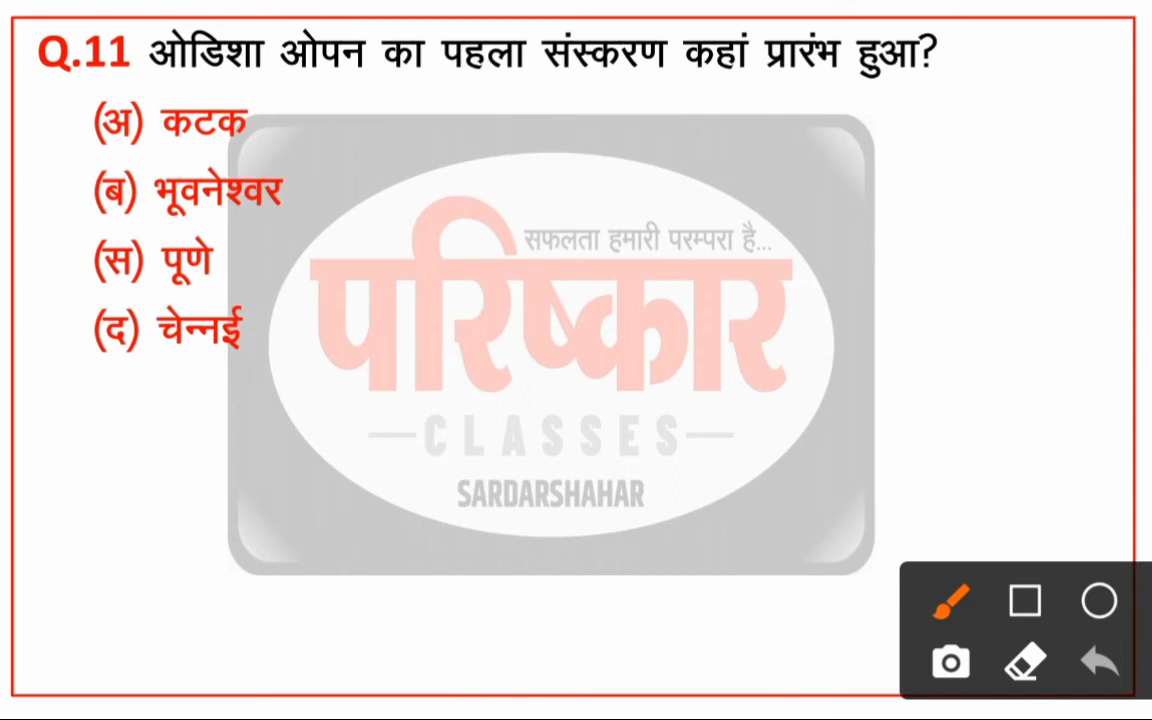 Q.11 ओडिशा ओपन का पहला संस्करण कहां प्रारंभ हुआ?
(अ) कटक
(ब) भूवनेश्वर
(स) पूणे
(द) चेन्नई
सफलता हमारी परम्परा है...
परिष्कार
CLASSES
SARDARSHAHAR